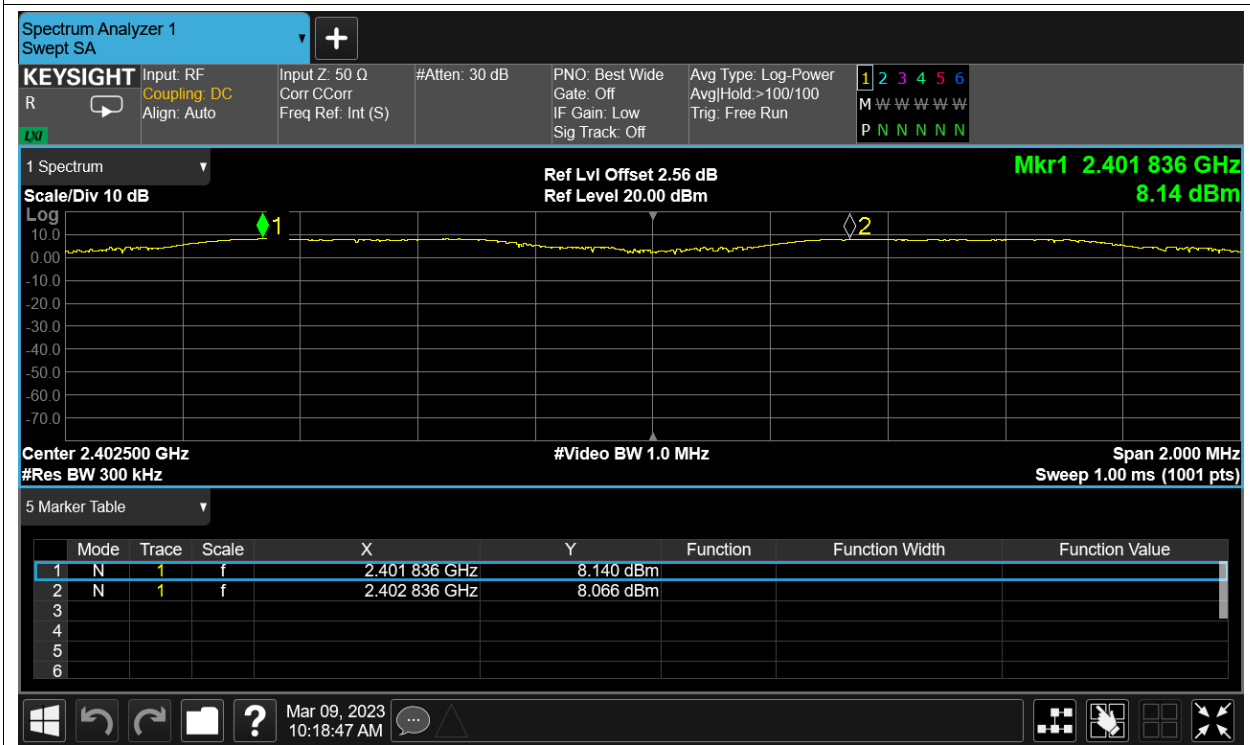 Spectrum Analyzer 1
Swept SA
KEYSIGHT Input: RF Input Z: 50 Ω #Atten: 30 dB PNO: Best Wide Avg Type: Log-Power 1 2 3 4 5 6
R Coupling: DC Corr CCorr Gate: Off Avg|Hold:>100/100 M W W W W W
Align: Auto Freq Ref: Int (S) IF Gain: Low Trig: Free Run
LXI Sig Track: Off P N N N N N
1 Spectrum Ref Lvl Offset 2.56 dB Mkr1 2.401 836 GHz
Scale/Div 10 dB Ref Level 20.00 dBm 8.14 dBm
Log
1 2
10.0
0.00
-10.0
-20.0
-30.0
-40.0
-50.0
-60.0
-70.0
Center 2.402500 GHz #Video BW 1.0 MHz Span 2.000 MHz
#Res BW 300 kHz Sweep 1.00 ms (1001 pts)
5 Marker Table
Mode Trace Scale X Y Function Function Width Function Value
1 N 1 f 2.401 836 GHz 8.140 dBm
2 N 1 f 2.402 836 GHz 8.066 dBm
3
4
5
6
? Mar 09, 2023
10:18:47 AM